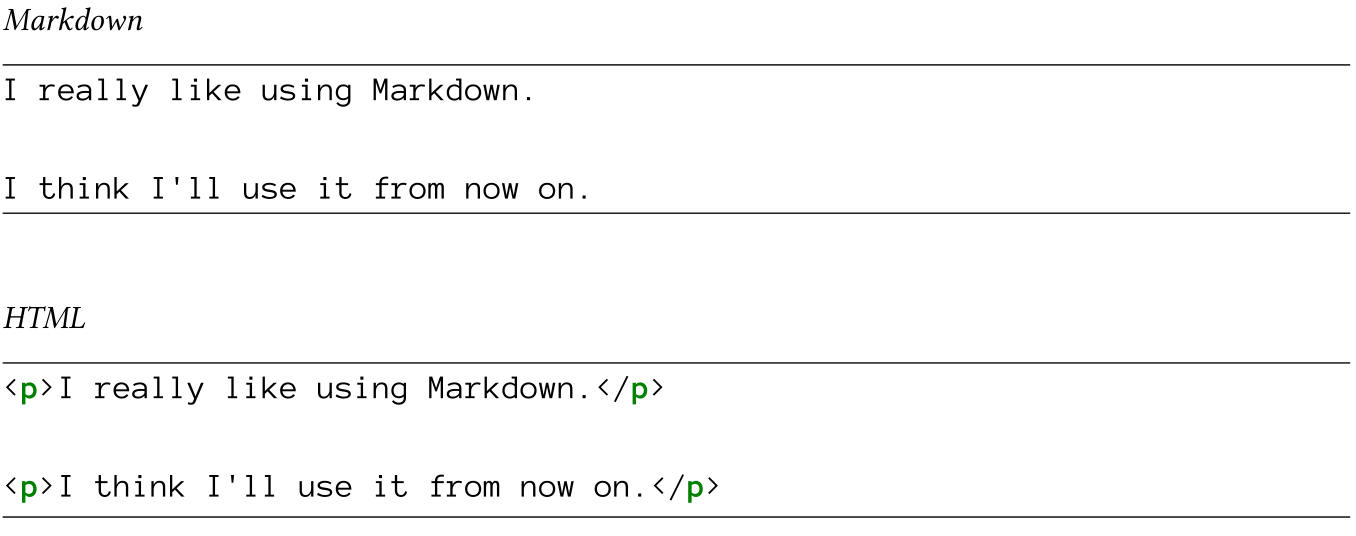 Markdown
I really like using Markdown.
I think I'll use it from now on.
HTML
<p>I really like using Markdown.</p>
<p>I think I'll use it from now on.</p>